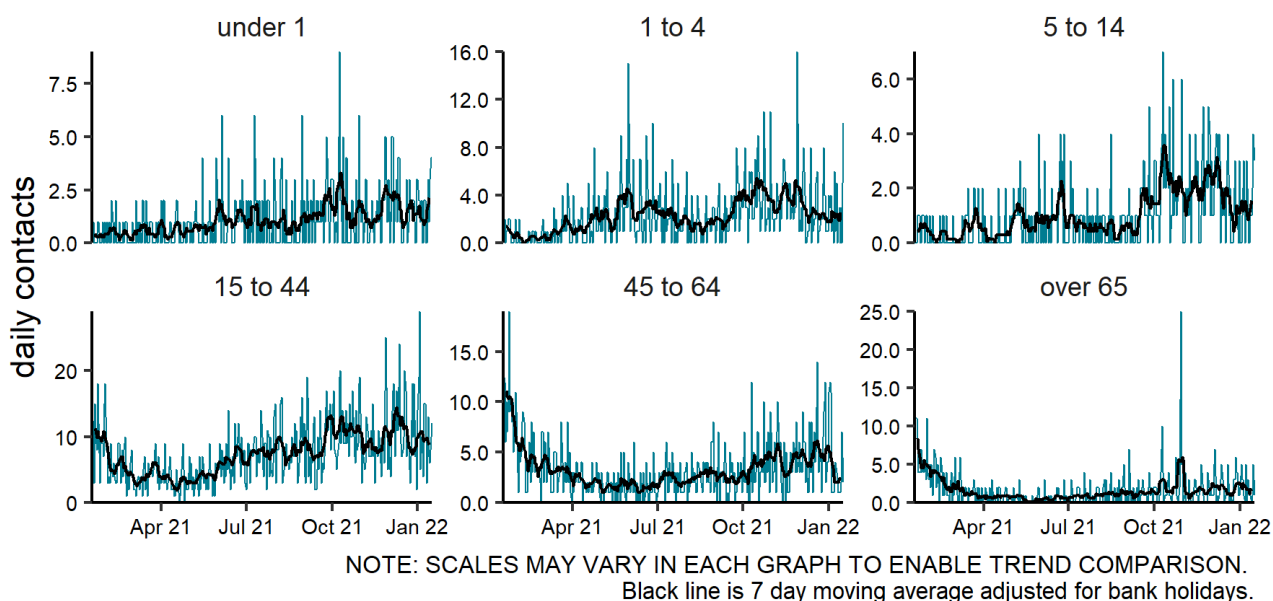 under 1
1 to 4
5 to 14
7.5
5.0
2.5
0.0
16.0
12.0
8.0
4.0
0.0
6.0
4.0
2.0
0.0
daily contacts
15 to 44
45 to 64
over 65
20
10
0
15.0
10.0
5.0
0.0
25.0
20.0
15.0
10.0
5.0
0.0
Apr 21 Jul 21 Oct 21 Jan 22
Apr 21 Jul 21 Oct 21 Jan 22
Apr 21 Jul 21 Oct 21 Jan 22
NOTE: SCALES MAY VARY IN EACH GRAPH TO ENABLE TREND COMPARISON.
Black line is 7 day moving average adjusted for bank holidays.